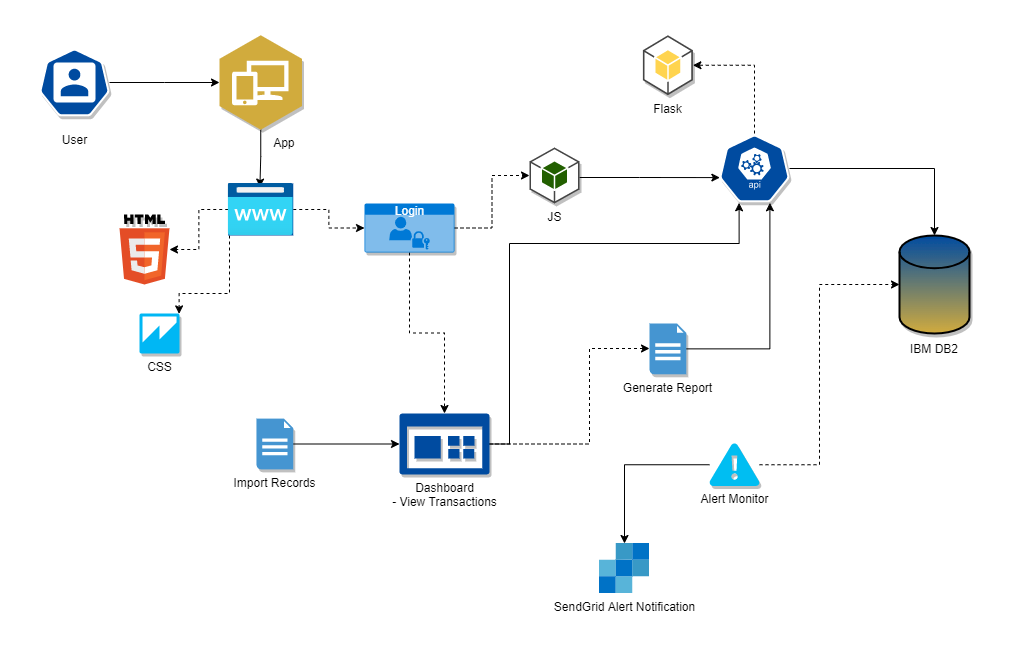 User
App
HTML
5
WWW
CSS
Login
JS
Flask
api
IBM DB2
Generate Report
Import Records
Dashboard
- View Transactions
Alert Monitor
SendGrid Alert Notification